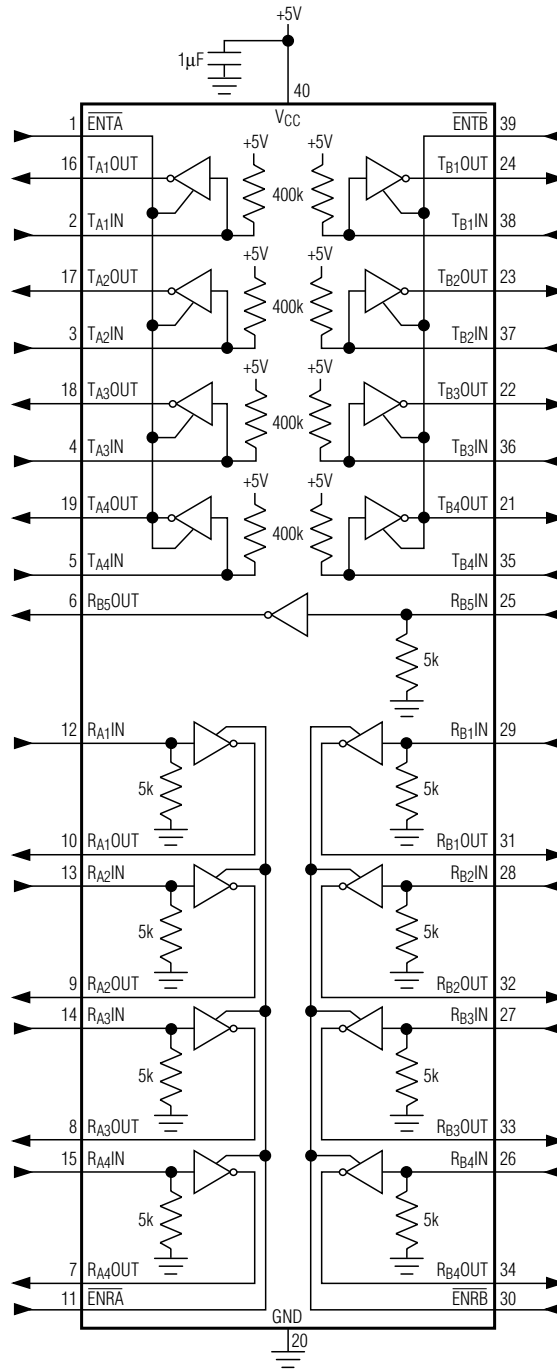 +5V
1µF
40
VCC
1 ENTA ENTB 39
16 TA1OUT +5V +5V TB1OUT 24
400k
2 TA1IN TB1IN 38
17 TA2OUT +5V +5V TB2OUT 23
400k
3 TA2IN TB2IN 37
18 TA3OUT +5V +5V TB3OUT 22
400k
4 TA3IN TB3IN 36
19 TA4OUT +5V +5V TB4OUT 21
400k
5 TA4IN TB4IN 35
6 RB5OUT RB5IN 25
5k
12 RA1IN RB1IN 29
5k 5k
10 RA1OUT RB1OUT 31
13 RA2IN RB2IN 28
5k 5k
9 RA2OUT RB2OUT 32
14 RA3IN RB3IN 27
5k 5k
8 RA3OUT RB3OUT 33
15 RA4IN RB4IN 26
5k 5k
7 RA4OUT RB4OUT 34
11 ENRA ENRB 30
GND
20